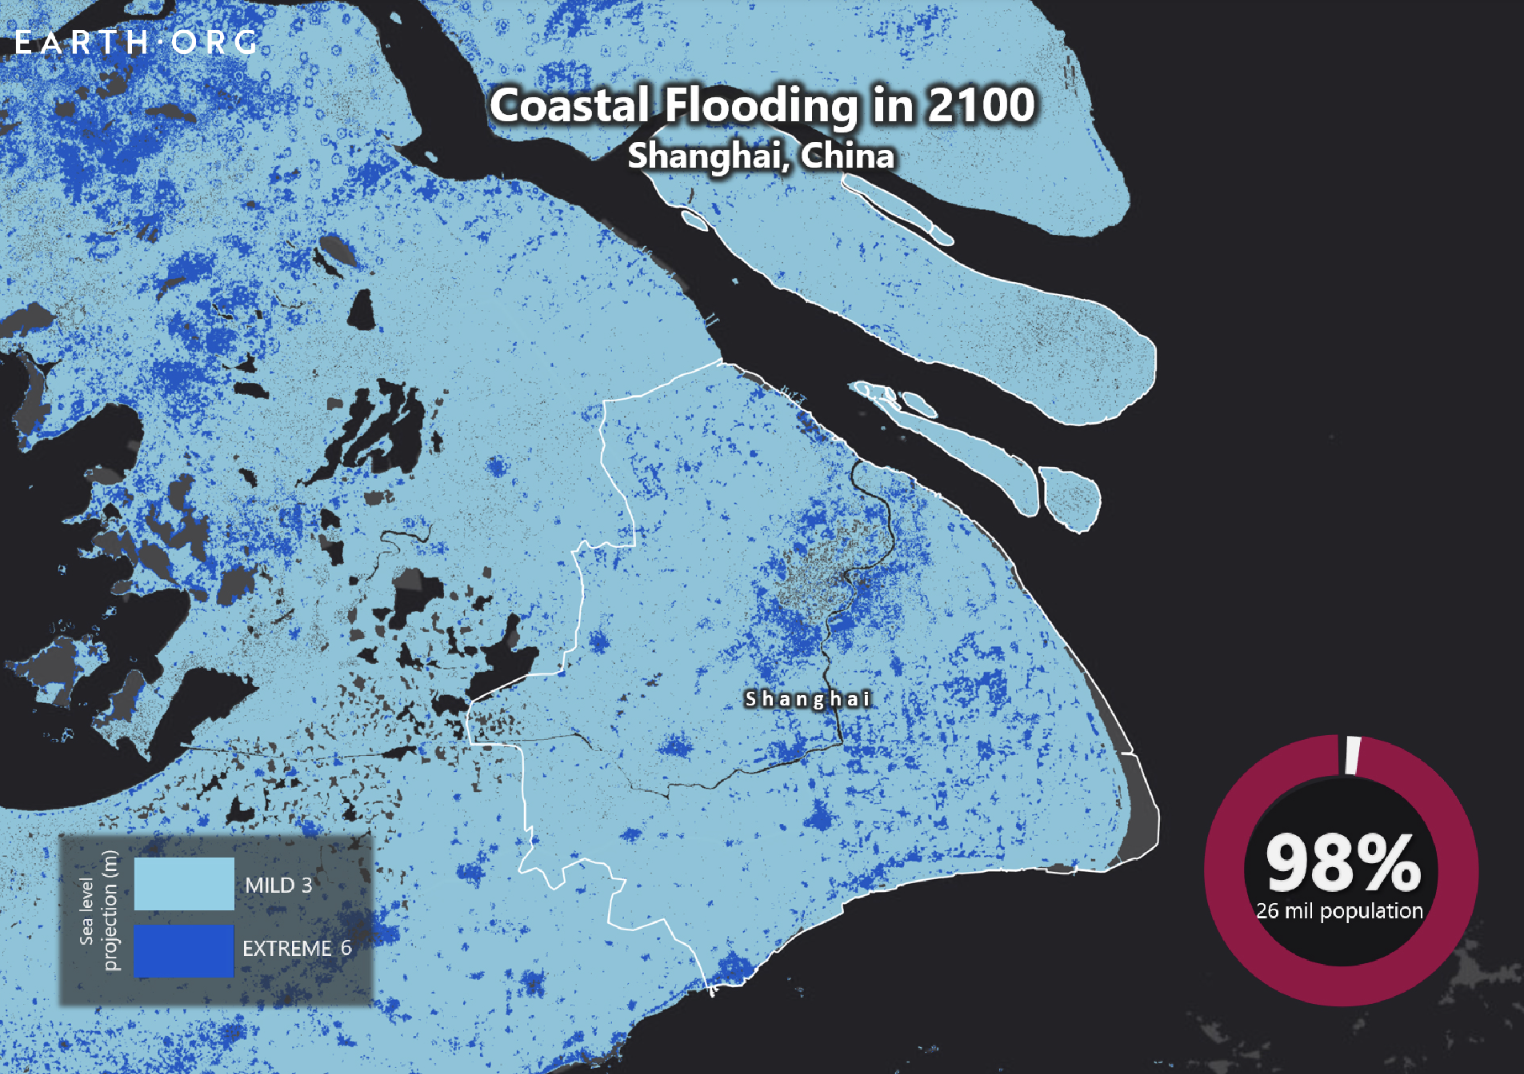 EARTH·ORG
Coastal Flooding in 2100
Shanghai, China
Shanghai
Sea level
projection (m)
MILD 3
EXTREME 6
98%
26 mil population